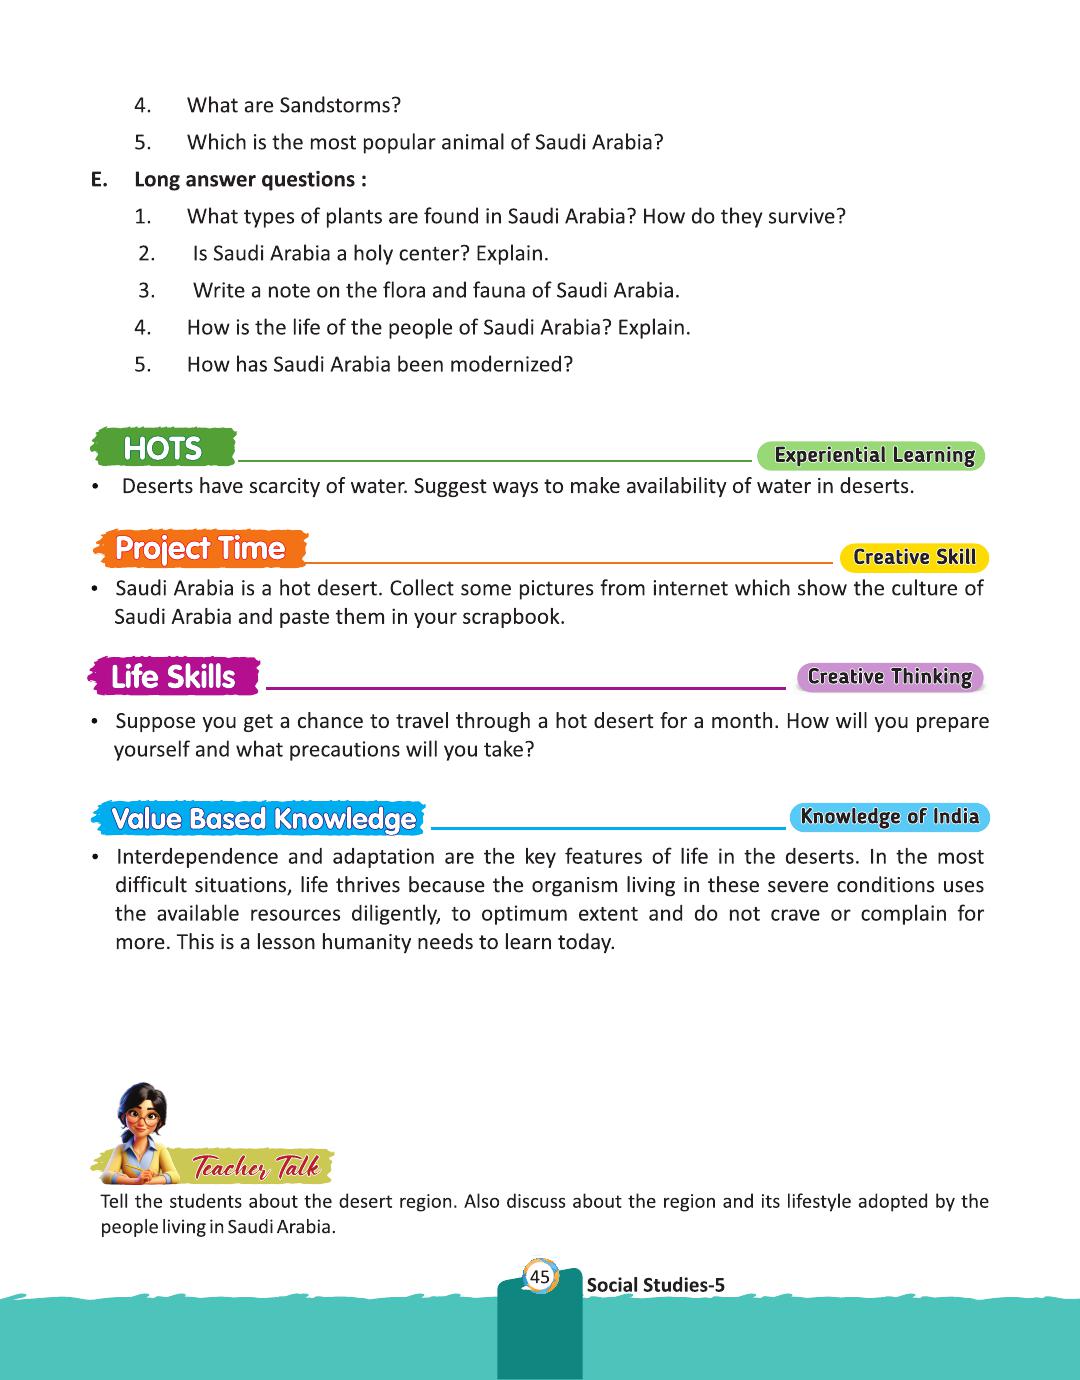 4. What are Sandstorms?
5. Which is the most popular animal of Saudi Arabia?
E. Long answer questions :
1. What types of plants are found in Saudi Arabia? How do they survive?
2. Is Saudi Arabia a holy center? Explain.
3. Write a note on the flora and fauna of Saudi Arabia.
4. How is the life of the people of Saudi Arabia? Explain.
5. How has Saudi Arabia been modernized?
HOTS Experiential Learning
• Deserts have scarcity of water. Suggest ways to make availability of water in deserts.
Project Time Creative Skill
• Saudi Arabia is a hot desert. Collect some pictures from internet which show the culture of
Saudi Arabia and paste them in your scrapbook.
Life Skills Creative Thinking
• Suppose you get a chance to travel through a hot desert for a month. How will you prepare
yourself and what precautions will you take?
Value Based Knowledge Knowledge of India
• Interdependence and adaptation are the key features of life in the deserts. In the most
difficult situations, life thrives because the organism living in these severe conditions uses
the available resources diligently, to optimum extent and do not crave or complain for
more. This is a lesson humanity needs to learn today.
Teacher Talk
Tell the students about the desert region. Also discuss about the region and its lifestyle adopted by the
people living in Saudi Arabia.
45 Social Studies-5